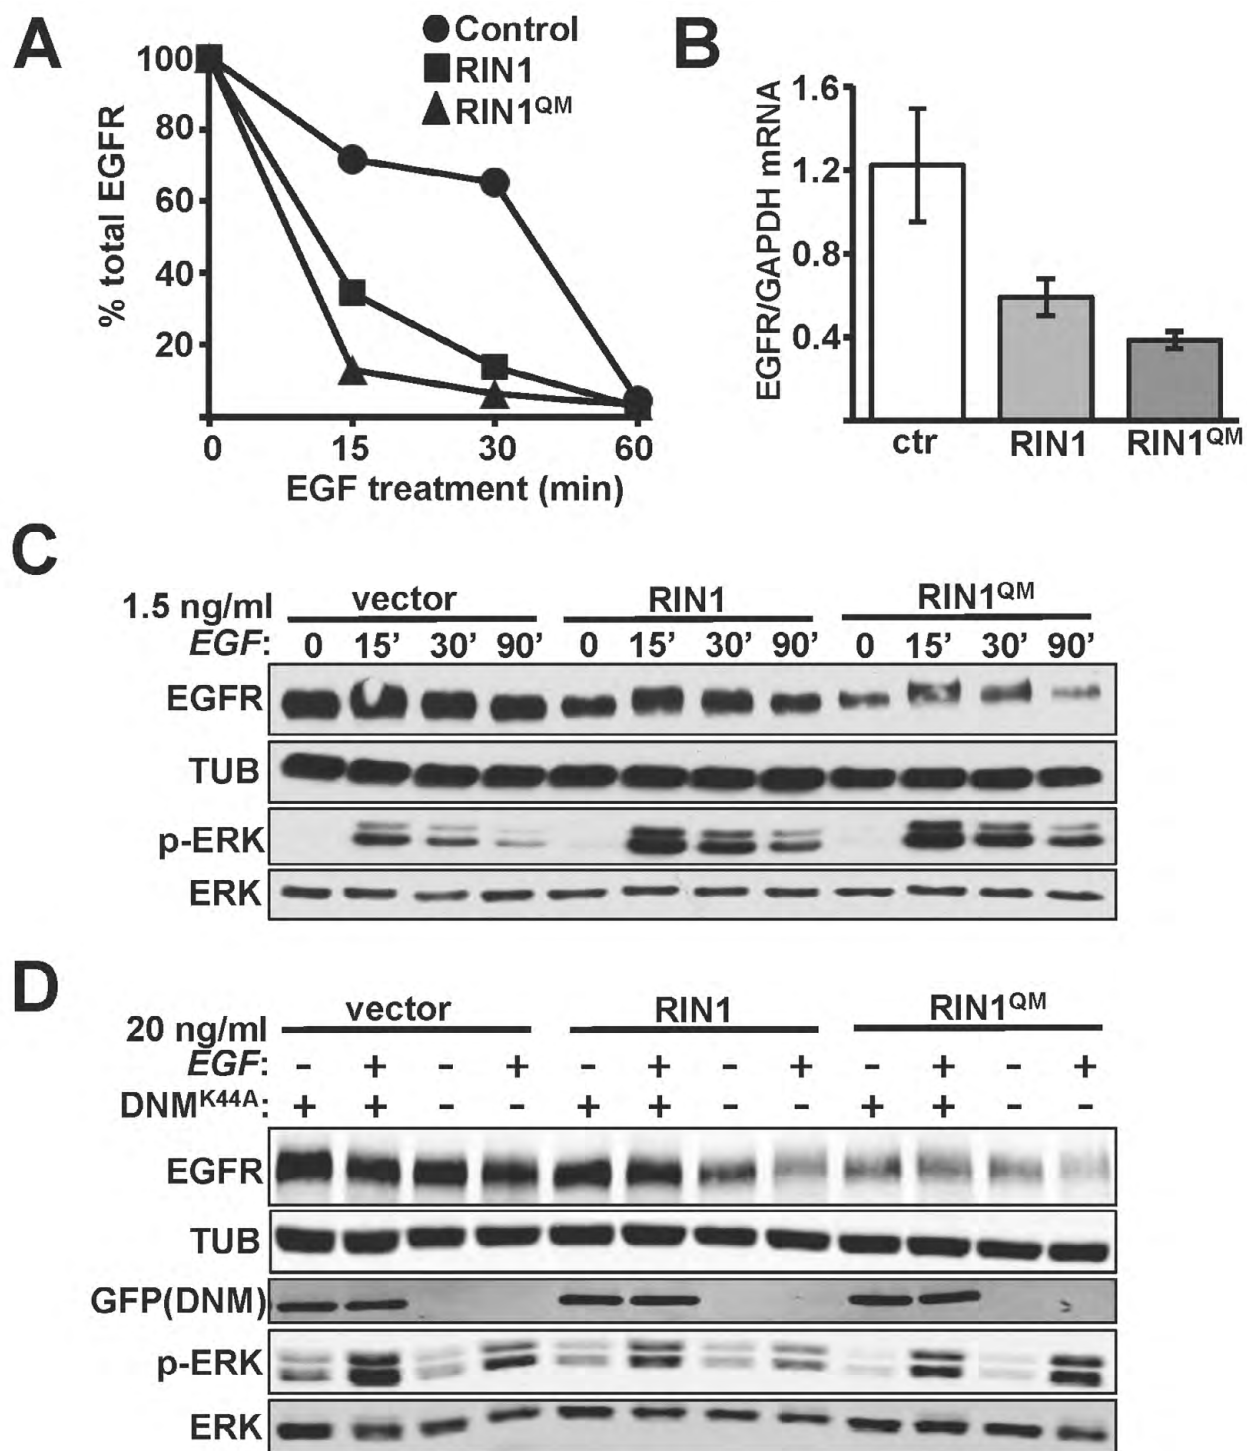 A
% total EGFR
100
80
60
40
20
0 15 30 60
EGF treatment (min)
Control
RIN1
RIN1QM
B
EGFR/GAPDH mRNA
1.6
1.2
0.8
0.4
ctr RIN1 RIN1QM
C
1.5 ng/ml vector RIN1 RIN1QM
EGF: 0 15' 30' 90' 0 15' 30' 90' 0 15' 30' 90'
EGFR
TUB
p-ERK
ERK
D
20 ng/ml vector RIN1 RIN1QM
EGF: - + - + - + - + - + - +
DNMK44A: + + - - + + - - + + - -
EGFR
TUB
GFP(DNM)
p-ERK
ERK